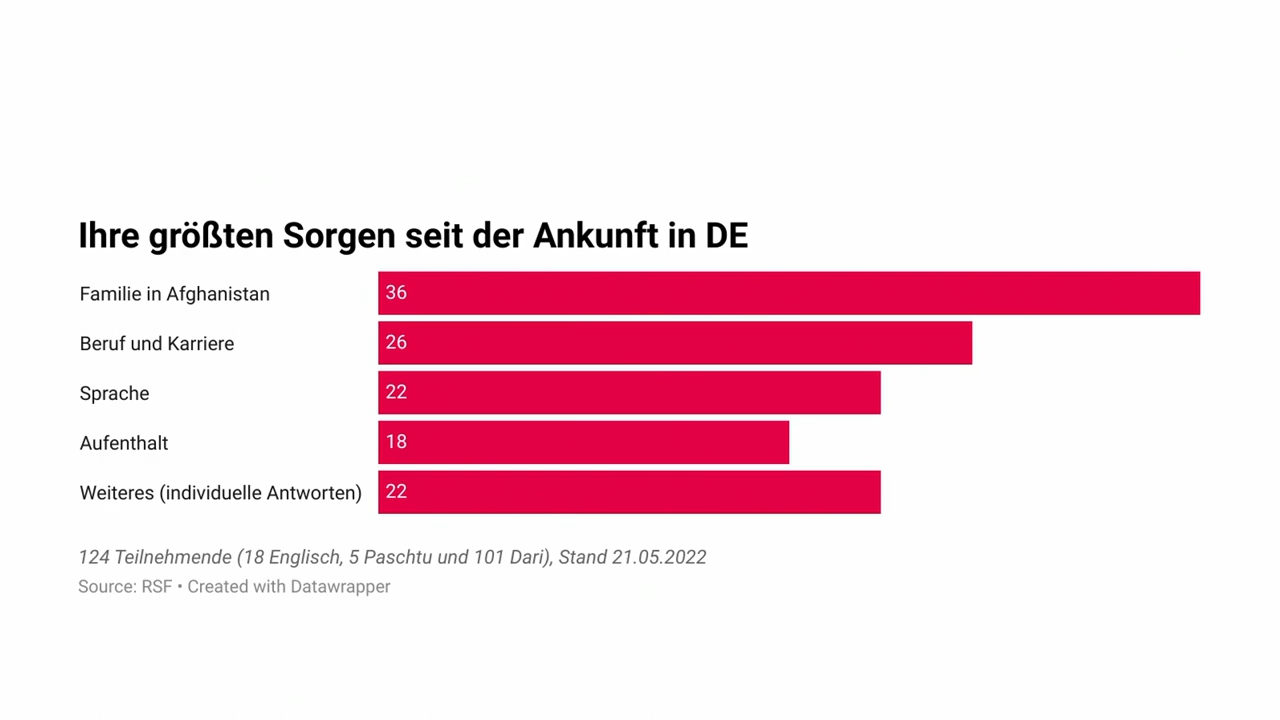 Ihre größten Sorgen seit der Ankunft in DE
Familie in Afghanistan 36
Beruf und Karriere 26
Sprache 22
Aufenthalt 18
Weiteres (individuelle Antworten) 22
124 Teilnehmende (18 Englisch, 5 Paschtu und 101 Dari), Stand 21.05.2022
Source: RSF • Created with Datawrapper